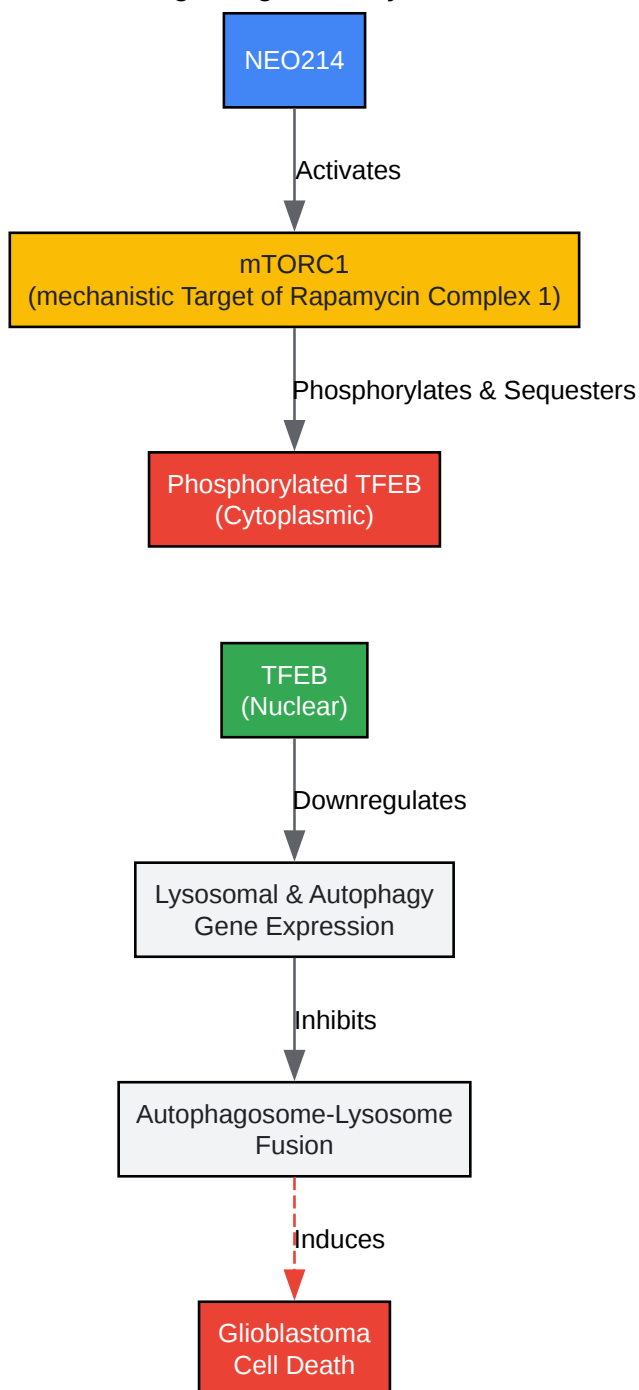 NEO214
Activates
mTORC1
(mechanistic Target of Rapamycin Complex 1)
Phosphorylates & Sequesters
Phosphorylated TFEB
(Cytoplasmic)
TFEB
(Nuclear)
Downregulates
Lysosomal & Autophagy
Gene Expression
Inhibits
Autophagosome-Lysosome
Fusion
Induces
Glioblastoma
Cell Death